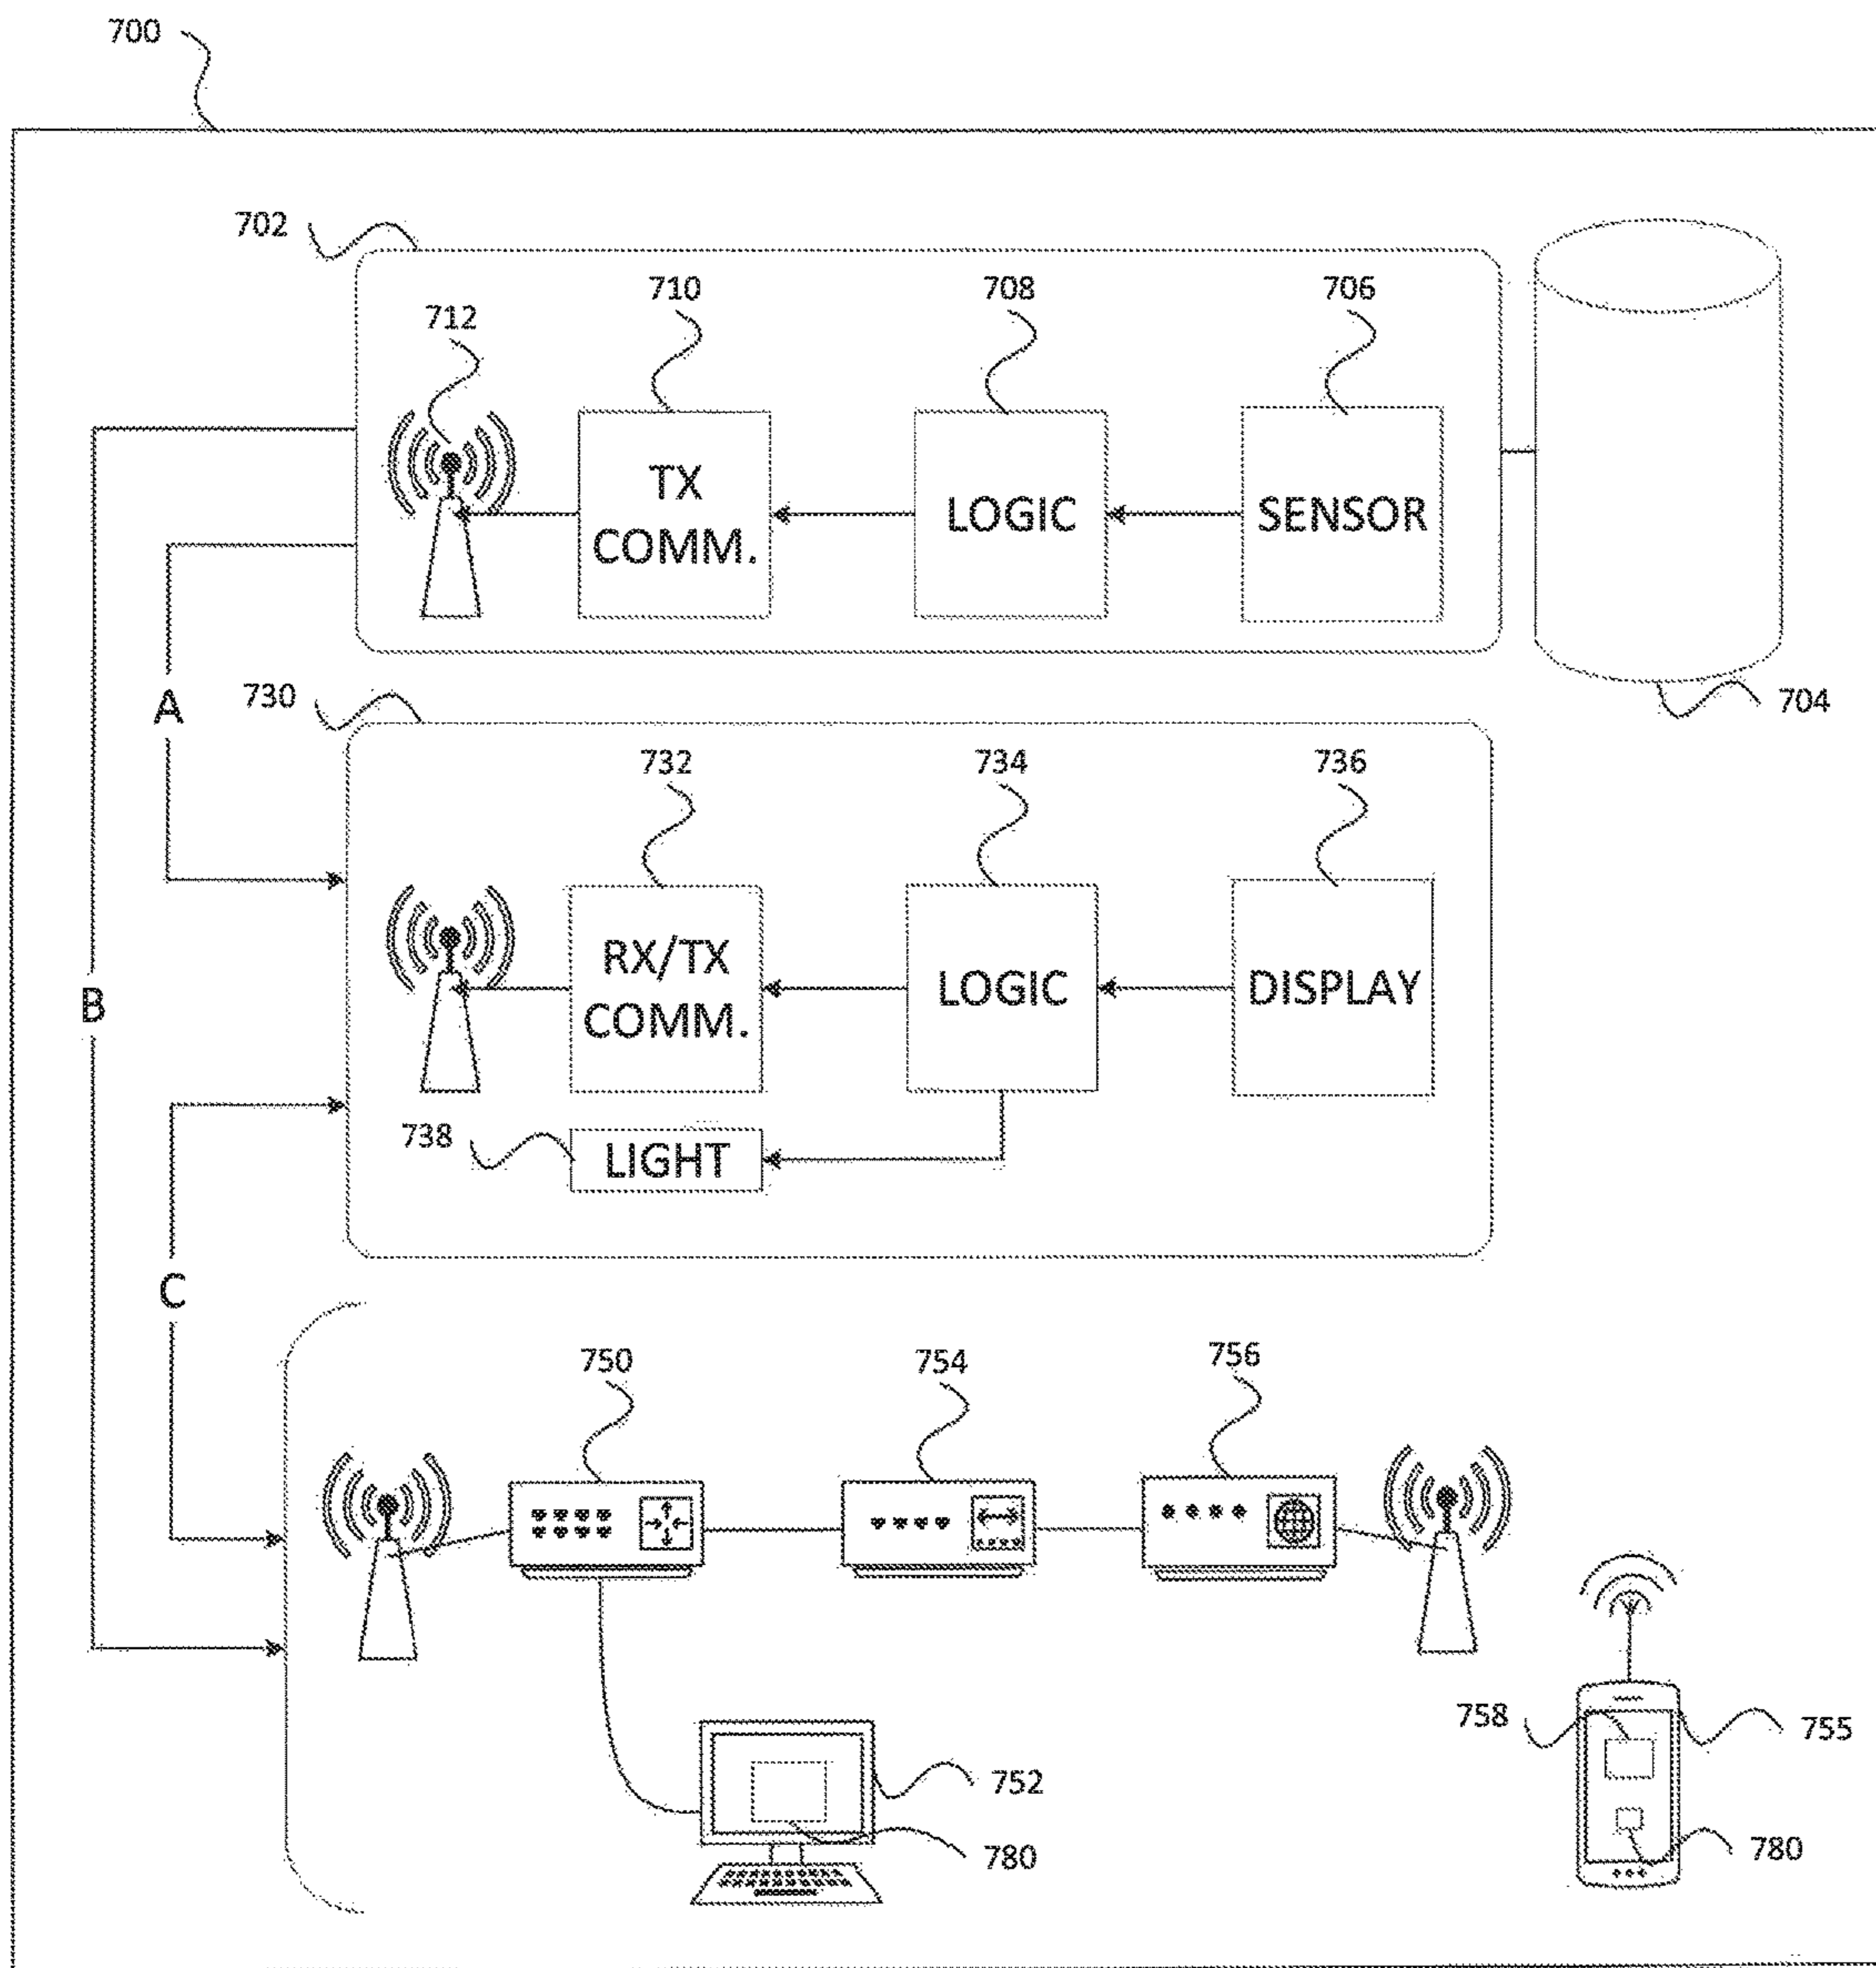 700
702
712
710
708
706
TX
COMM.
LOGIC
SENSOR
704
A
730
732
734
736
RX/TX
COMM.
LOGIC
DISPLAY
B
738
LIGHT
C
750
754
756
758
755
752
780
780